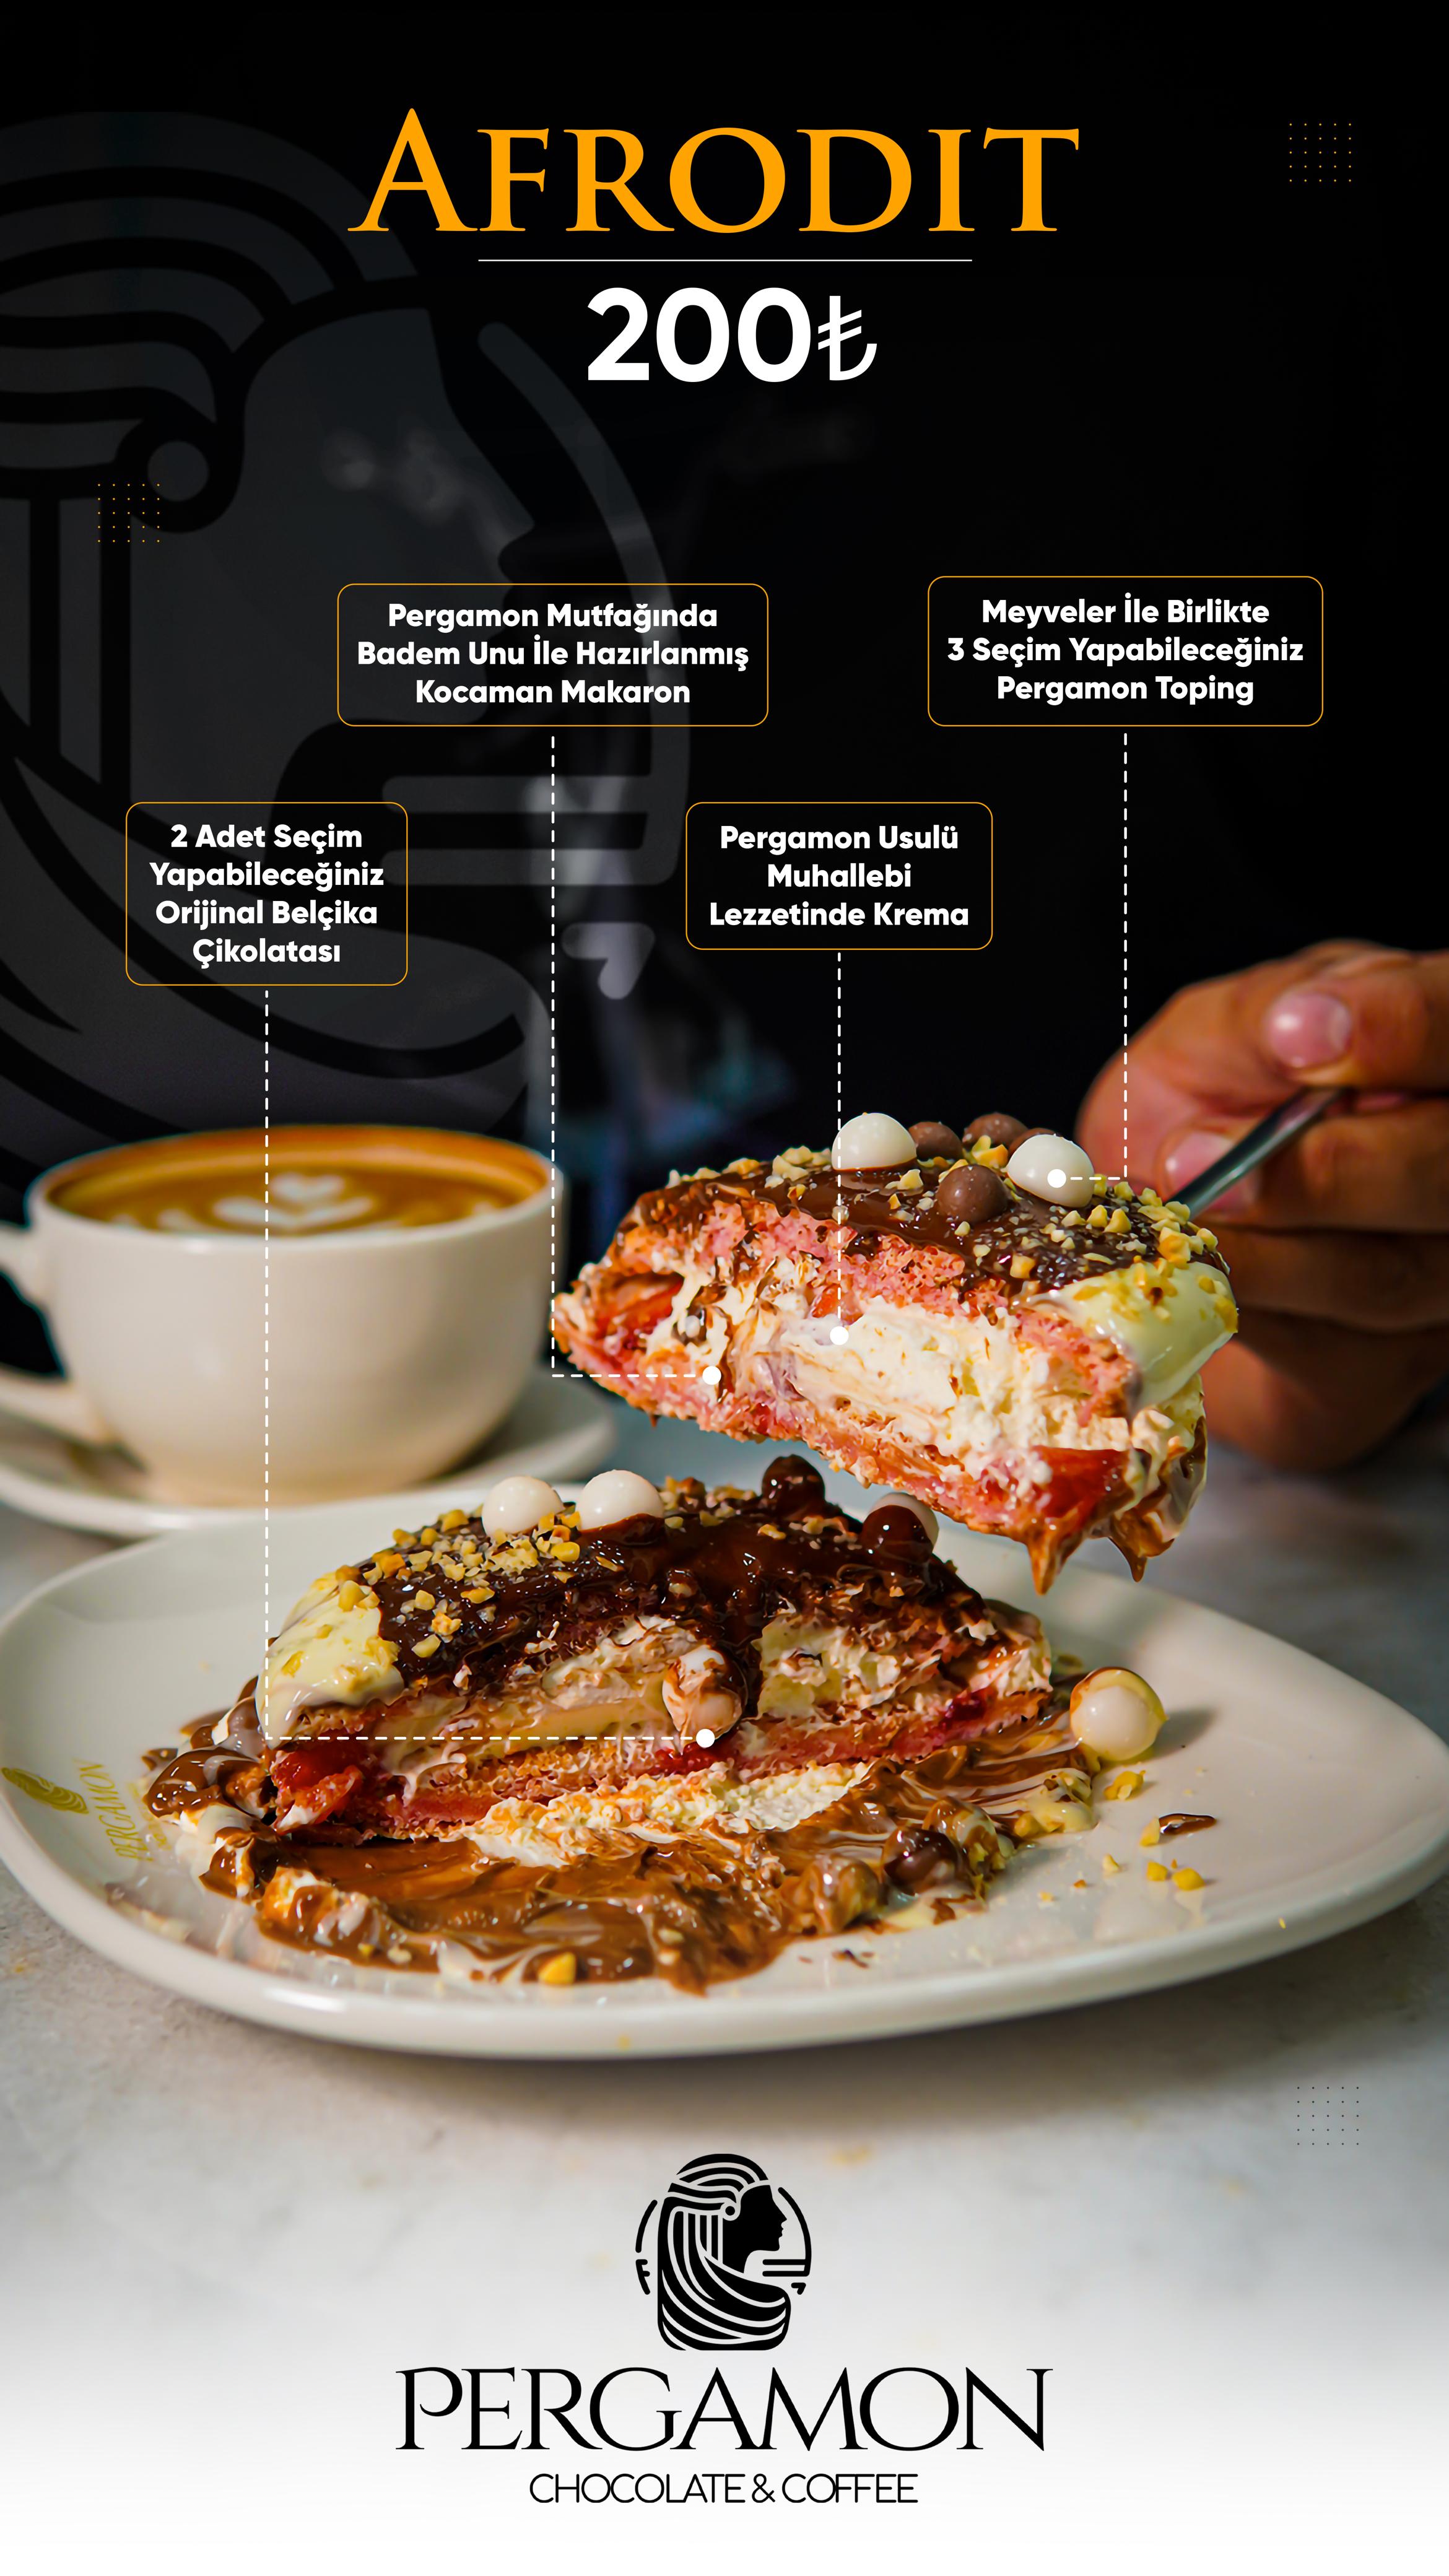 AFRODIT
200₺
Pergamon Mutfağında
Badem Unu İle Hazırlanmış
Kocaman Makaron
Meyveler İle Birlikte
3 Seçim Yapabileceğiniz
Pergamon Toping
2 Adet Seçim
Yapabileceğiniz
Orijinal Belçika
Çikolatası
Pergamon Usulü
Muhallebi
Lezzetinde Krema
PERGAMON
PERGAMON
CHOCOLATE & COFFEE